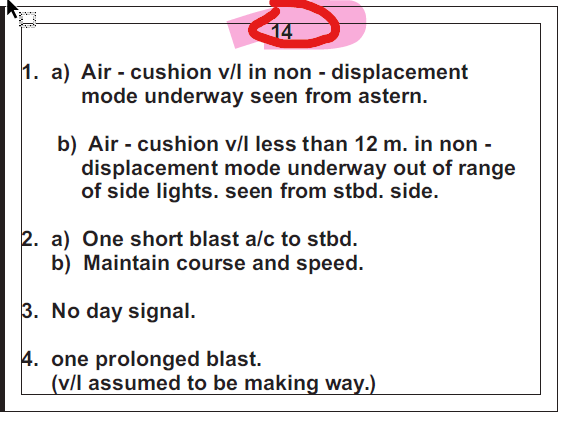 14
1. a) Air - cushion v/l in non - displacement
mode underway seen from astern.
b) Air - cushion v/l less than 12 m. in non -
displacement mode underway out of range
of side lights. seen from stbd. side.
2. a) One short blast a/c to stbd.
b) Maintain course and speed.
3. No day signal.
4. one prolonged blast.
(v/l assumed to be making way.)